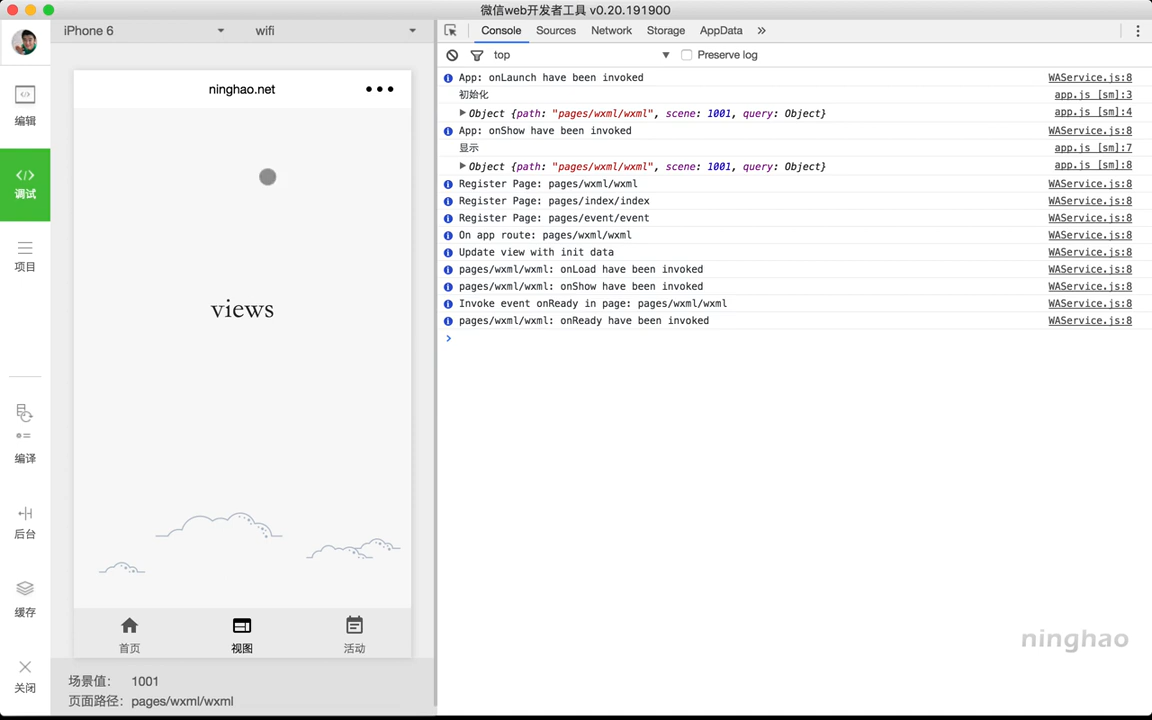 微信web开发者工具 v0.20.191900
iPhone 6
wifi
Console Sources Network Storage AppData »
top
Preserve log
编辑
调试
项目
编译
后台
缓存
关闭
ninghao.net
views
首页
视图
活动
场景值: 1001
页面路径: pages/wxml/wxml
App: onLaunch have been invoked WAService.js:8
初始化 app.js [sm]:3
Object {path: "pages/wxml/wxml", scene: 1001, query: Object} app.js [sm]:4
App: onShow have been invoked WAService.js:8
显示 app.js [sm]:7
Object {path: "pages/wxml/wxml", scene: 1001, query: Object} app.js [sm]:8
Register Page: pages/wxml/wxml WAService.js:8
Register Page: pages/index/index WAService.js:8
Register Page: pages/event/event WAService.js:8
On app route: pages/wxml/wxml WAService.js:8
Update view with init data WAService.js:8
pages/wxml/wxml: onLoad have been invoked WAService.js:8
pages/wxml/wxml: onShow have been invoked WAService.js:8
Invoke event onReady in page: pages/wxml/wxml WAService.js:8
pages/wxml/wxml: onReady have been invoked WAService.js:8
ninghao